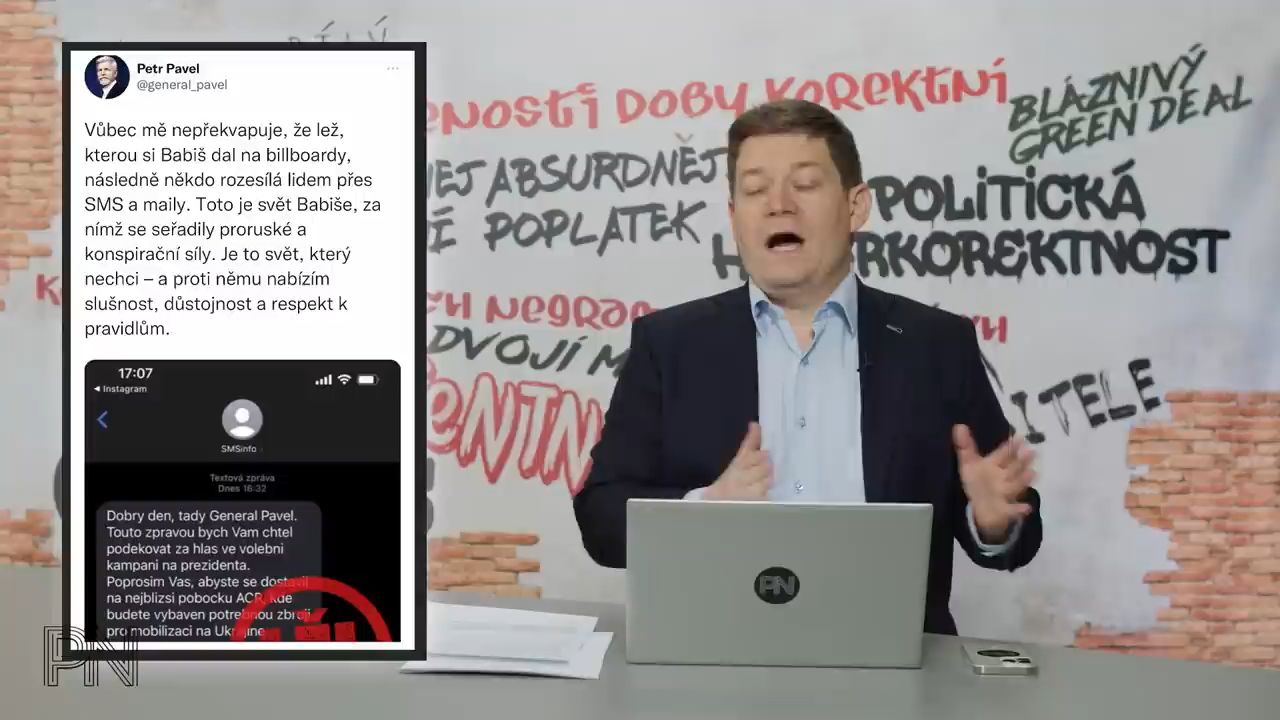 Petr Pavel
@general_pavel
Vůbec mě nepřekvapuje, že lež,
kterou si Babiš dal na billboardy,
následně někdo rozesílá lidem přes
SMS a maily. Toto je svět Babiše, za
nímž se seřadily proruské a
konspirační síly. Je to svět, který
nechci – a proti němu nabízím
slušnost, důstojnost a respekt k
pravidlům.
17:07
Instagram
SMSinfo
Textová zpráva
Dnes 16:32
Dobry den, tady General Pavel.
Touto zpravou bych Vam chtel
podekovat za hlas ve volebni
kampani na prezidenta.
Poprosim Vas, abyste se dostavil
na nejblizsi pobocku ACR, kde
budete vybaven potrebnou zbroji
pro mobilizaci na Ukrajine
DOBY KOREKTNÍ
BLÁZNIVÝ
GREEN DEAL
POPLATEK
POLITICKÁ
DVOJÍ
PN
PN